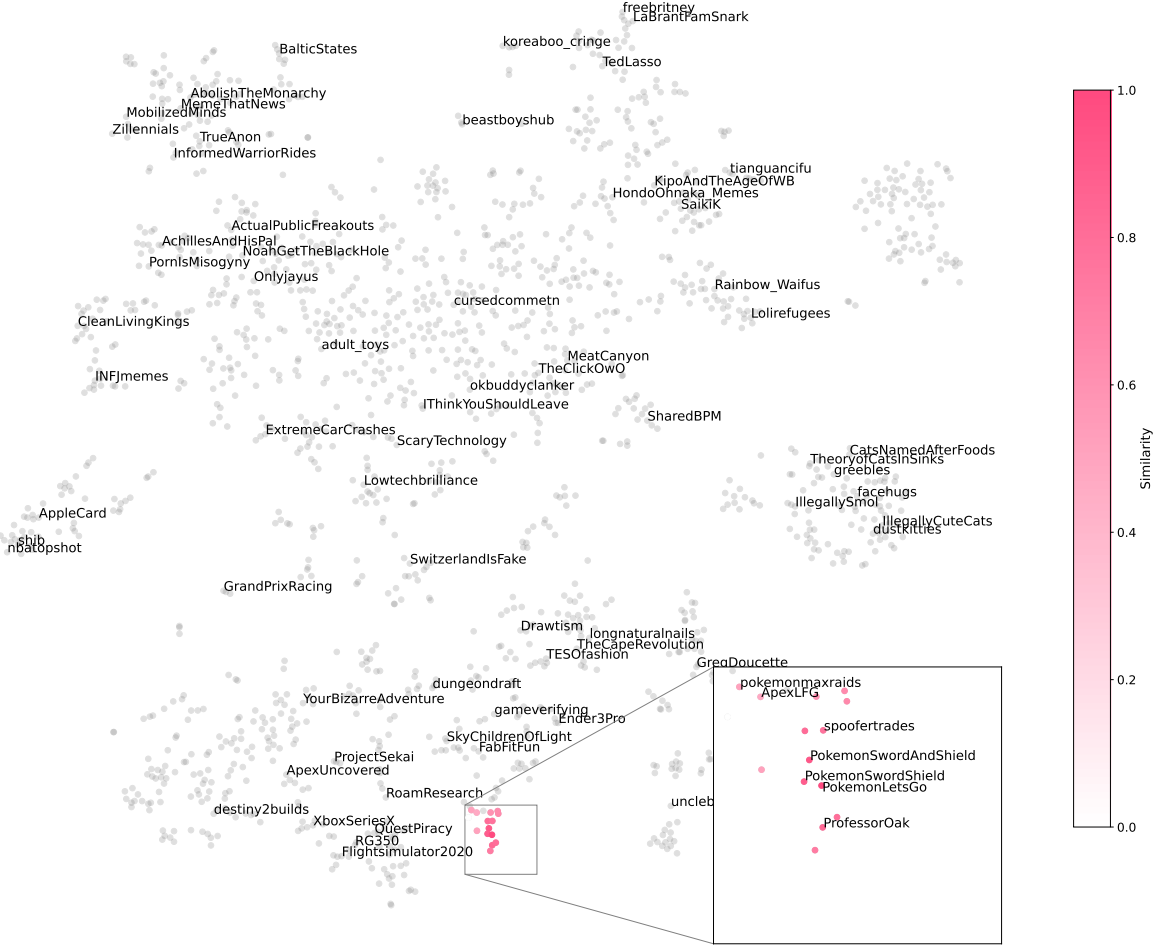 freebritney
LaBrantFamSnark
koreaboo_cringe
BalticStates
TedLasso
AbolishTheMonarchy
MemeThatNews
MobilizedMinds
beastboyshub
Zillennials
TrueAnon
InformedWarriorRides
tianguancifu
KipoAndTheAgeOfWB
HondoOhnaka_Memes
SaikiK
ActualPublicFreakouts
AchillesAndHisPal
NoahGetTheBlackHole
PornIsMisogyny
Onlyjayus
Rainbow_Waifus
cursedcommetn
Lolirefugees
CleanLivingKings
adult_toys
MeatCanyon
TheClickOwO
INFJmemes
okbuddyclanker
IThinkYouShouldLeave
SharedBPM
ExtremeCarCrashes
ScaryTechnology
CatsNamedAfterFoods
TheoryofCatsInSinks
greebles
Lowtechbrilliance
facehugs
IllegallySmol
AppleCard
IllegallyCuteCats
dustkitties
shib
nbatopshot
SwitzerlandIsFake
GrandPrixRacing
Drawtism
longnaturalnails
TheCapeRevolution
TESOfashion
GregDoucette
dungeondraft
YourBizarreAdventure
gameverifying
Ender3Pro
SkyChildrenOfLight
FabFitFun
ProjectSekai
ApexUncovered
RoamResearch
uncleb
destiny2builds
XboxSeriesX
QuestPiracy
RG350
Flightsimulator2020
pokemonmaxraids
ApexLFG
spoofertrades
PokemonSwordAndShield
PokemonSwordShield
PokemonLetsGo
ProfessorOak
1.0
0.8
0.6
0.4
0.2
0.0
Similarity